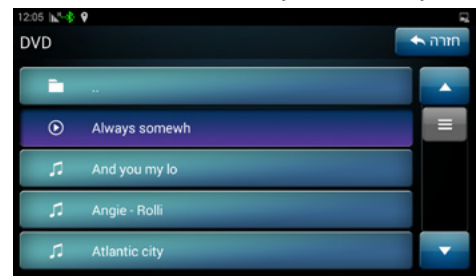 12:05
DVD
חזרה
..
Always somewh
And you my lo
Angie - Rolli
Atlantic city